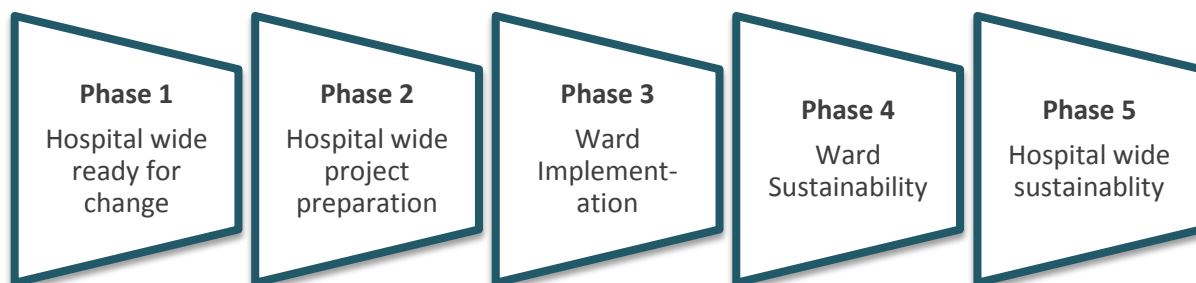 Phase 1
Hospital wide
ready for
change
Phase 2
Hospital wide
project
preparation
Phase 3
Ward
Implement-
ation
Phase 4
Ward
Sustainability
Phase 5
Hospital wide
sustainablity